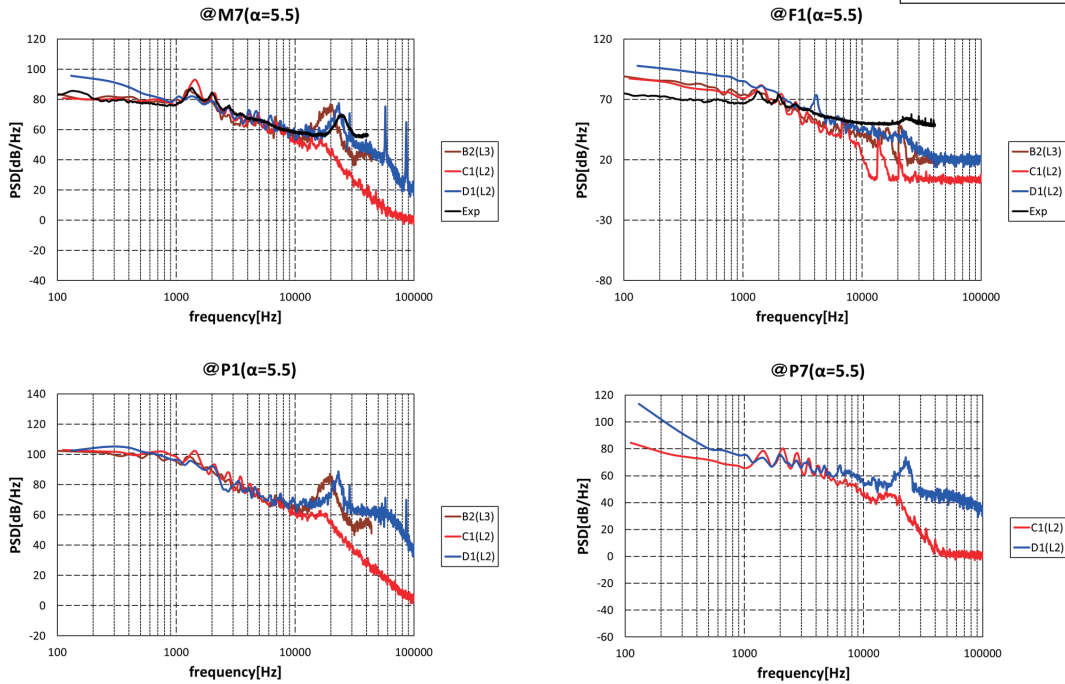 @M7(α=5.5)
PSD[dB/Hz]
120
100
80
60
40
20
0
-20
-40
100
1000
10000
100000
frequency[Hz]
B2(L3)
C1(L2)
D1(L2)
Exp
@F1(α=5.5)
PSD[dB/Hz]
120
70
20
-30
-80
100
1000
10000
100000
frequency[Hz]
B2(L3)
C1(L2)
D1(L2)
Exp
@P1(α=5.5)
PSD[dB/Hz]
140
120
100
80
60
40
20
0
-20
100
1000
10000
100000
frequency[Hz]
B2(L3)
C1(L2)
D1(L2)
@P7(α=5.5)
PSD[dB/Hz]
120
100
80
60
40
20
0
-20
-40
-60
100
1000
10000
100000
frequency[Hz]
C1(L2)
D1(L2)